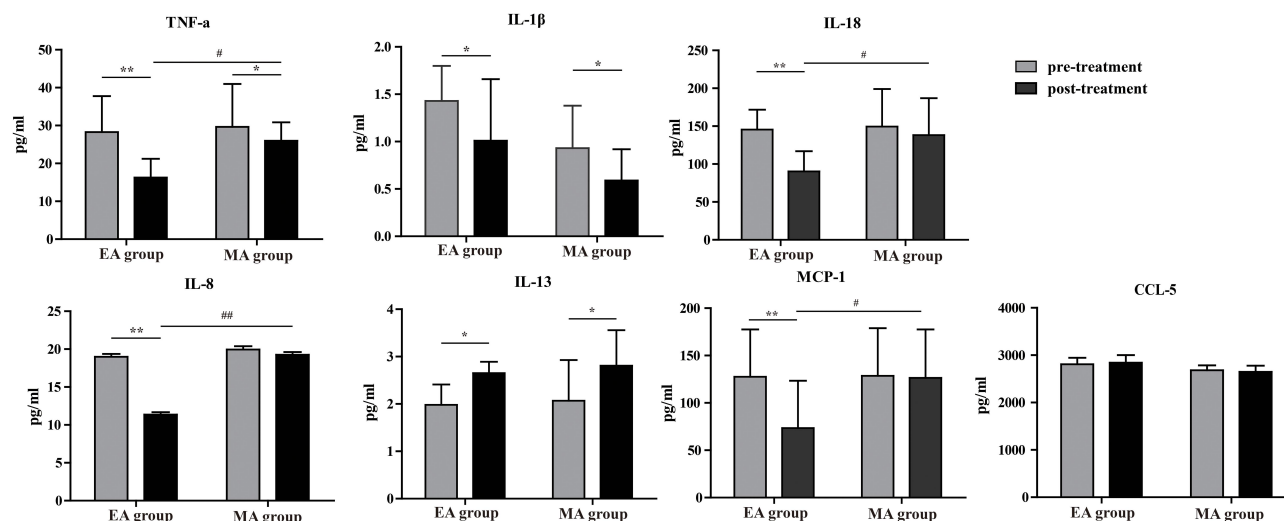 TNF-a
50
40
30
20
10
0
pg/ml
**
#
*
EA group
MA group
IL-1β
2.0
1.5
1.0
0.5
0.0
pg/ml
*
*
EA group
MA group
IL-18
250
200
150
100
50
0
pg/ml
**
#
EA group
MA group
pre-treatment
post-treatment
IL-8
25
20
15
10
5
0
pg/ml
**
##
EA group
MA group
IL-13
4
3
2
1
0
pg/ml
*
*
EA group
MA group
MCP-1
200
150
100
50
0
pg/ml
**
#
EA group
MA group
CCL-5
4000
3000
2000
1000
0
pg/ml
EA group
MA group